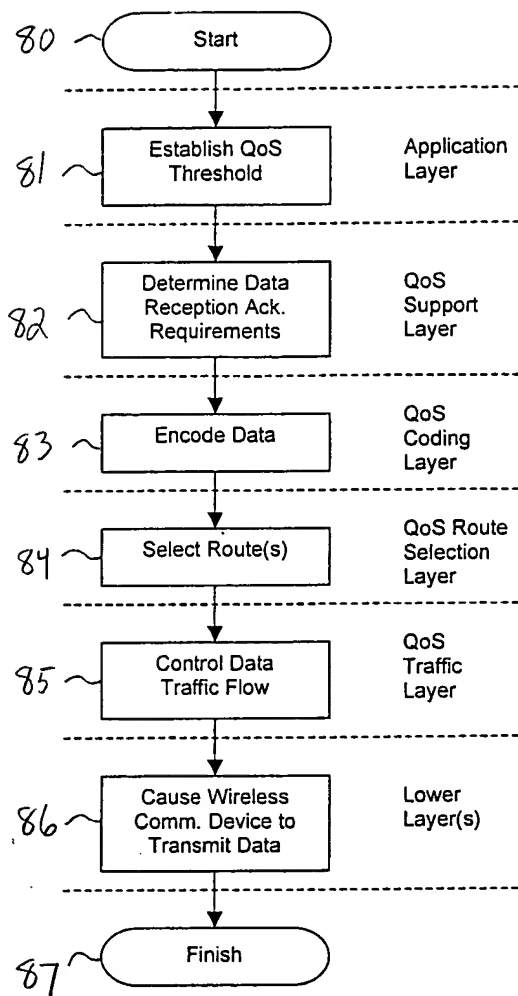 80
Start
81
Establish QoS
Threshold
Application
Layer
82
Determine Data
Reception Ack.
Requirements
QoS
Support
Layer
83
Encode Data
QoS
Coding
Layer
84
Select Route(s)
QoS Route
Selection
Layer
85
Control Data
Traffic Flow
QoS
Traffic
Layer
86
Cause Wireless
Comm. Device to
Transmit Data
Lower
Layer(s)
87
Finish